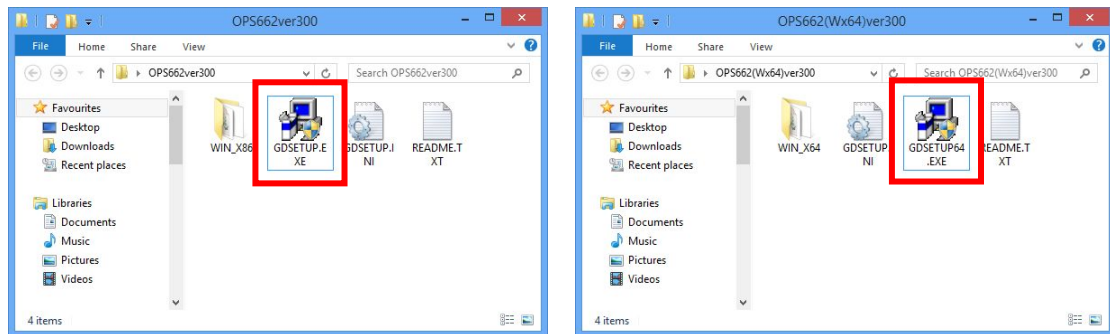 OPS662ver300
File Home Share View
OPS662ver300
Search OPS662ver300
Favourites
Desktop
Downloads
Recent places
Libraries
Documents
Music
Pictures
Videos
WIN_X86
GDSETUP.E
XE
GDSETUP.I
NI
README.T
XT
4 items
OPS662(Wx64)ver300
File Home Share View
OPS662(Wx64)ver300
Search OPS662(Wx64)ver300
Favourites
Desktop
Downloads
Recent places
Libraries
Documents
Music
Pictures
Videos
WIN_X64
GDSETUP
NI
GDSETUP64
.EXE
README.T
XT
4 items